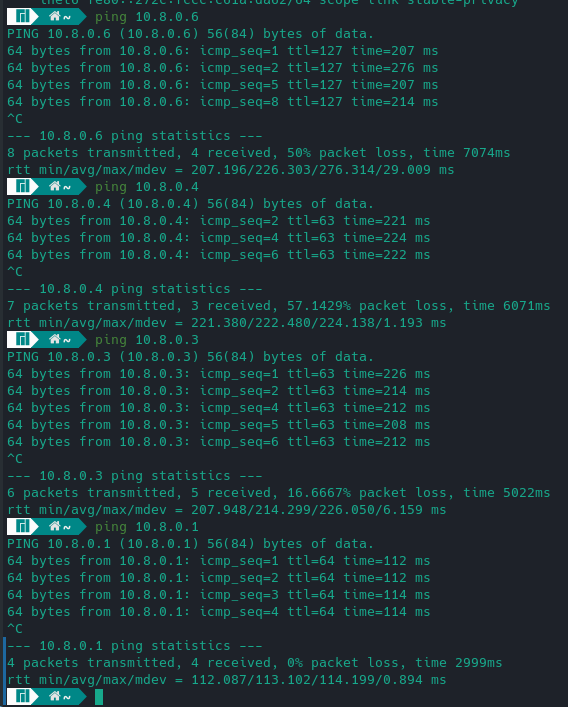 ping 10.8.0.6
PING 10.8.0.6 (10.8.0.6) 56(84) bytes of data.
64 bytes from 10.8.0.6: icmp_seq=1 ttl=127 time=207 ms
64 bytes from 10.8.0.6: icmp_seq=2 ttl=127 time=276 ms
64 bytes from 10.8.0.6: icmp_seq=5 ttl=127 time=207 ms
64 bytes from 10.8.0.6: icmp_seq=8 ttl=127 time=214 ms
^C
--- 10.8.0.6 ping statistics ---
8 packets transmitted, 4 received, 50% packet loss, time 7074ms
rtt min/avg/max/mdev = 207.196/226.303/276.314/29.009 ms
~ ping 10.8.0.4
PING 10.8.0.4 (10.8.0.4) 56(84) bytes of data.
64 bytes from 10.8.0.4: icmp_seq=2 ttl=63 time=221 ms
64 bytes from 10.8.0.4: icmp_seq=4 ttl=63 time=224 ms
64 bytes from 10.8.0.4: icmp_seq=6 ttl=63 time=222 ms
^C
--- 10.8.0.4 ping statistics ---
7 packets transmitted, 3 received, 57.1429% packet loss, time 6071ms
rtt min/avg/max/mdev = 221.380/222.480/224.138/1.193 ms
~ ping 10.8.0.3
PING 10.8.0.3 (10.8.0.3) 56(84) bytes of data.
64 bytes from 10.8.0.3: icmp_seq=1 ttl=63 time=226 ms
64 bytes from 10.8.0.3: icmp_seq=2 ttl=63 time=214 ms
64 bytes from 10.8.0.3: icmp_seq=4 ttl=63 time=212 ms
64 bytes from 10.8.0.3: icmp_seq=5 ttl=63 time=208 ms
64 bytes from 10.8.0.3: icmp_seq=6 ttl=63 time=212 ms
^C
--- 10.8.0.3 ping statistics ---
6 packets transmitted, 5 received, 16.6667% packet loss, time 5022ms
rtt min/avg/max/mdev = 207.948/214.299/226.050/6.159 ms
~ ping 10.8.0.1
PING 10.8.0.1 (10.8.0.1) 56(84) bytes of data.
64 bytes from 10.8.0.1: icmp_seq=1 ttl=64 time=112 ms
64 bytes from 10.8.0.1: icmp_seq=2 ttl=64 time=112 ms
64 bytes from 10.8.0.1: icmp_seq=3 ttl=64 time=114 ms
64 bytes from 10.8.0.1: icmp_seq=4 ttl=64 time=114 ms
^C
--- 10.8.0.1 ping statistics ---
4 packets transmitted, 4 received, 0% packet loss, time 2999ms
rtt min/avg/max/mdev = 112.087/113.102/114.199/0.894 ms
~